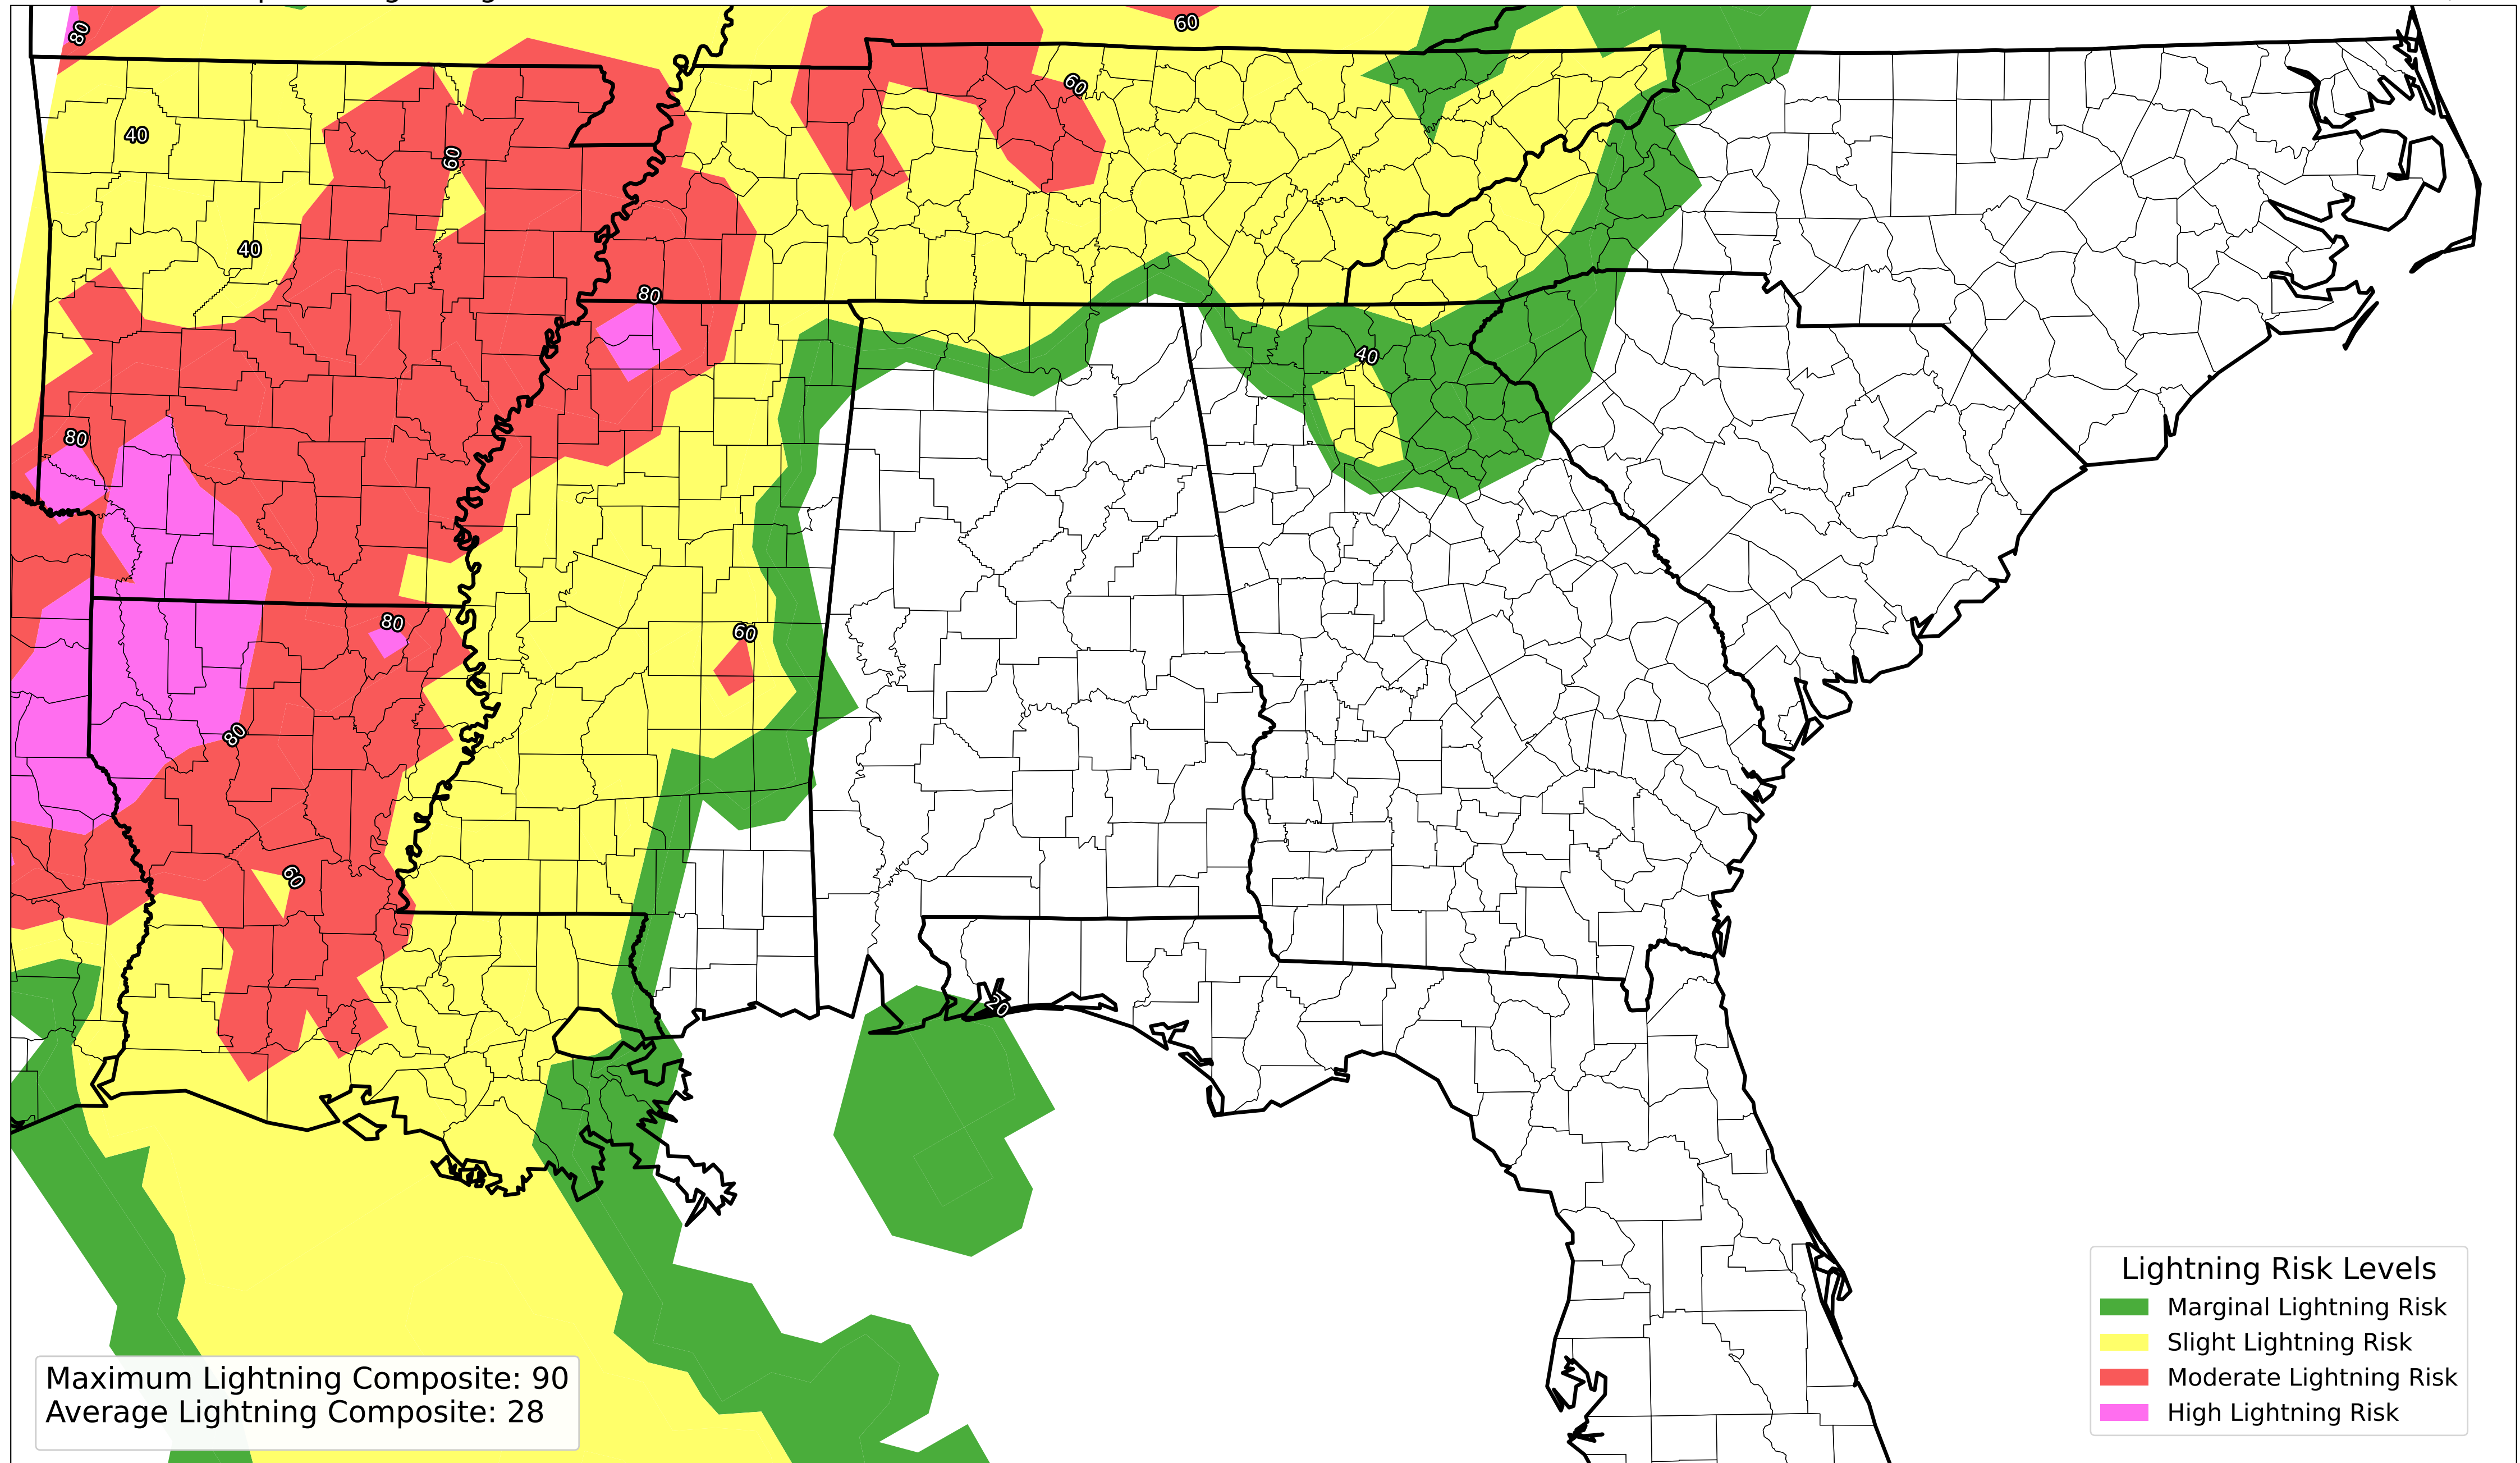 80
60
60
40
60
40
80
40
80
80
60
80
60
20
Lightning Risk Levels
Marginal Lightning Risk
Slight Lightning Risk
Moderate Lightning Risk
High Lightning Risk
Maximum Lightning Composite: 90
Average Lightning Composite: 28